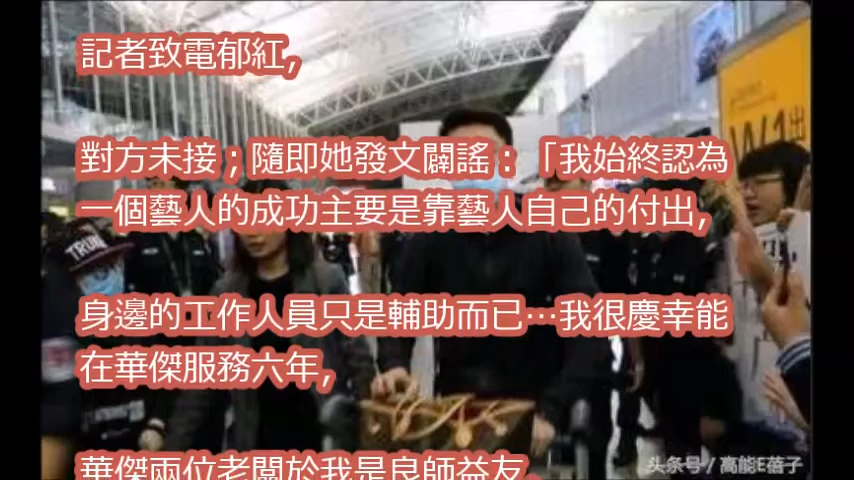 記者致電郁紅，
對方未接；隨即她發文闢謠：「我始終認為
一個藝人的成功主要是靠藝人自己的付出，
身邊的工作人員只是輔助而已…我很慶幸能
在華傑服務六年，
華傑兩位老闆於我是良師益友
W1出
TRUM
头条号 / 高能E蓓子